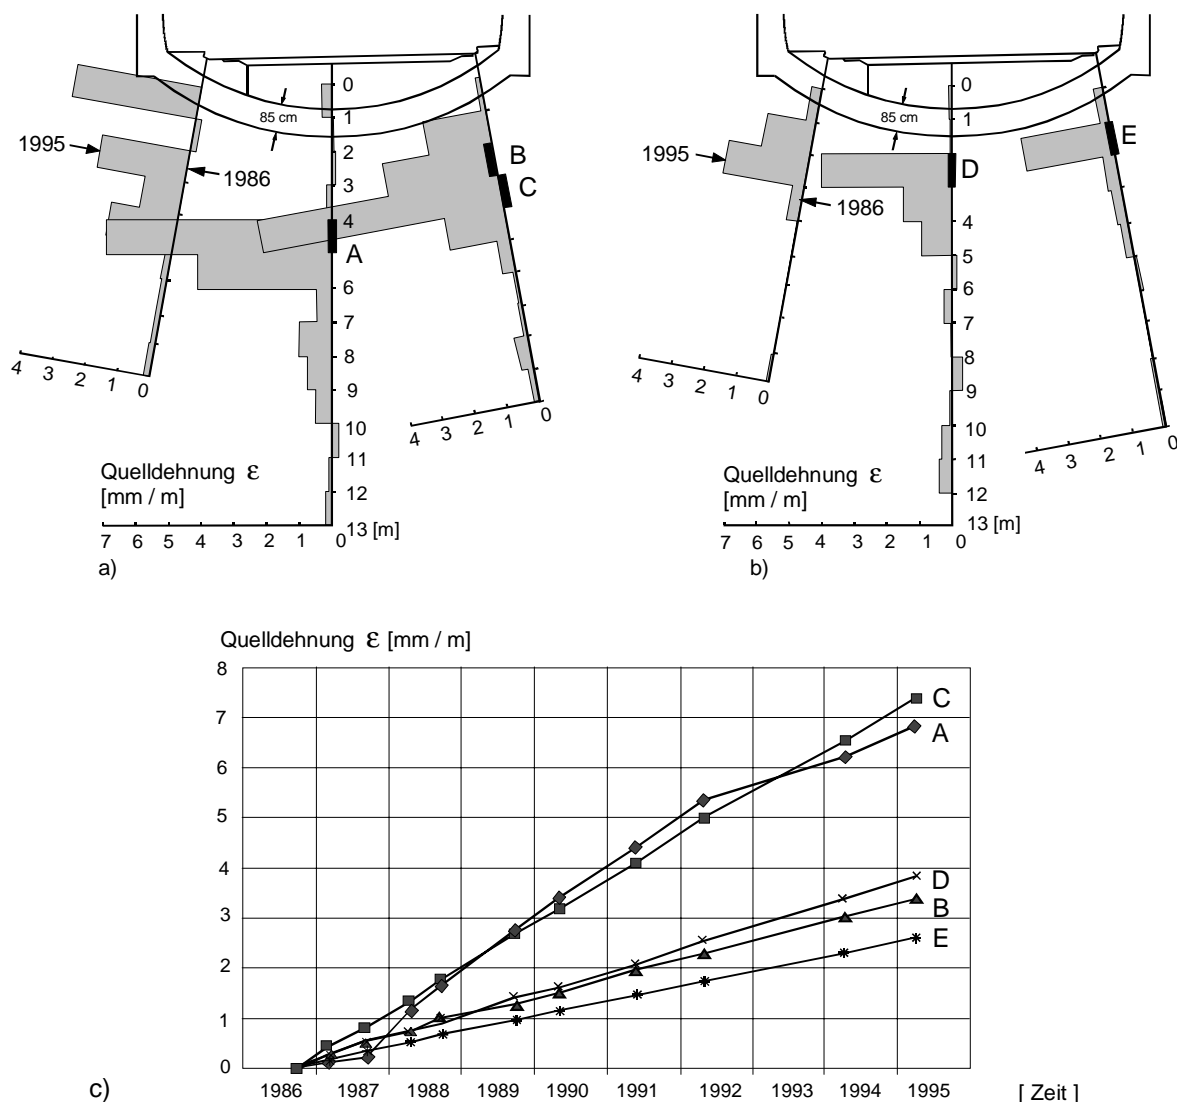 0
85 cm
1
1995
2
B
3
1986
C
4
A
6
7
8
9
10
11
12
13 [m]
4 3 2 1 0
4 3 2 1 0
Quelldehnung ε
[mm / m]
7 6 5 4 3 2 1 0
a)
0
85 cm
1
E
1995
2
D
3
1986
4
5
6
7
8
9
10
11
12
13 [m]
4 3 2 1 0
4 3 2 1 0
Quelldehnung ε
[mm / m]
7 6 5 4 3 2 1 0
b)
Quelldehnung ε [mm / m]
8
7
6
5
4
3
2
1
0
C
A
D
B
E
1986 1987 1988 1989 1990 1991 1992 1993 1994 1995 [ Zeit ]
c)